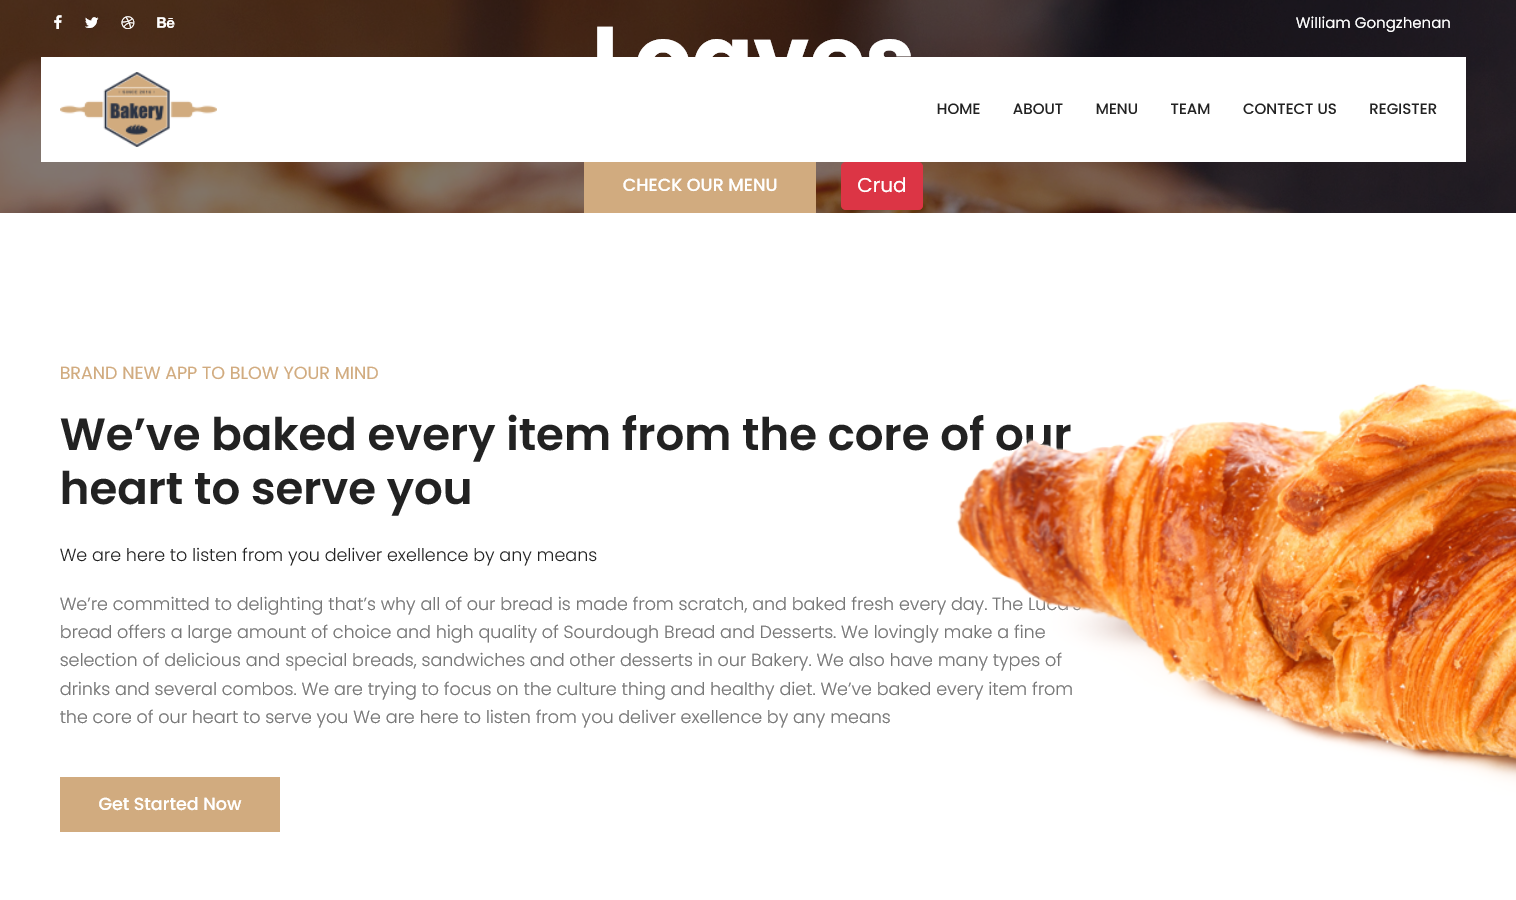 William Gongzhenan
Leaves
Bakery
HOME ABOUT MENU TEAM CONTECT US REGISTER
CHECK OUR MENU
Crud
BRAND NEW APP TO BLOW YOUR MIND
We’ve baked every item from the core of our
heart to serve you
We are here to listen from you deliver exellence by any means
We’re committed to delighting that’s why all of our bread is made from scratch, and baked fresh every day. The Luca’s
bread offers a large amount of choice and high quality of Sourdough Bread and Desserts. We lovingly make a fine
selection of delicious and special breads, sandwiches and other desserts in our Bakery. We also have many types of
drinks and several combos. We are trying to focus on the culture thing and healthy diet. We’ve baked every item from
the core of our heart to serve you We are here to listen from you deliver exellence by any means
Get Started Now